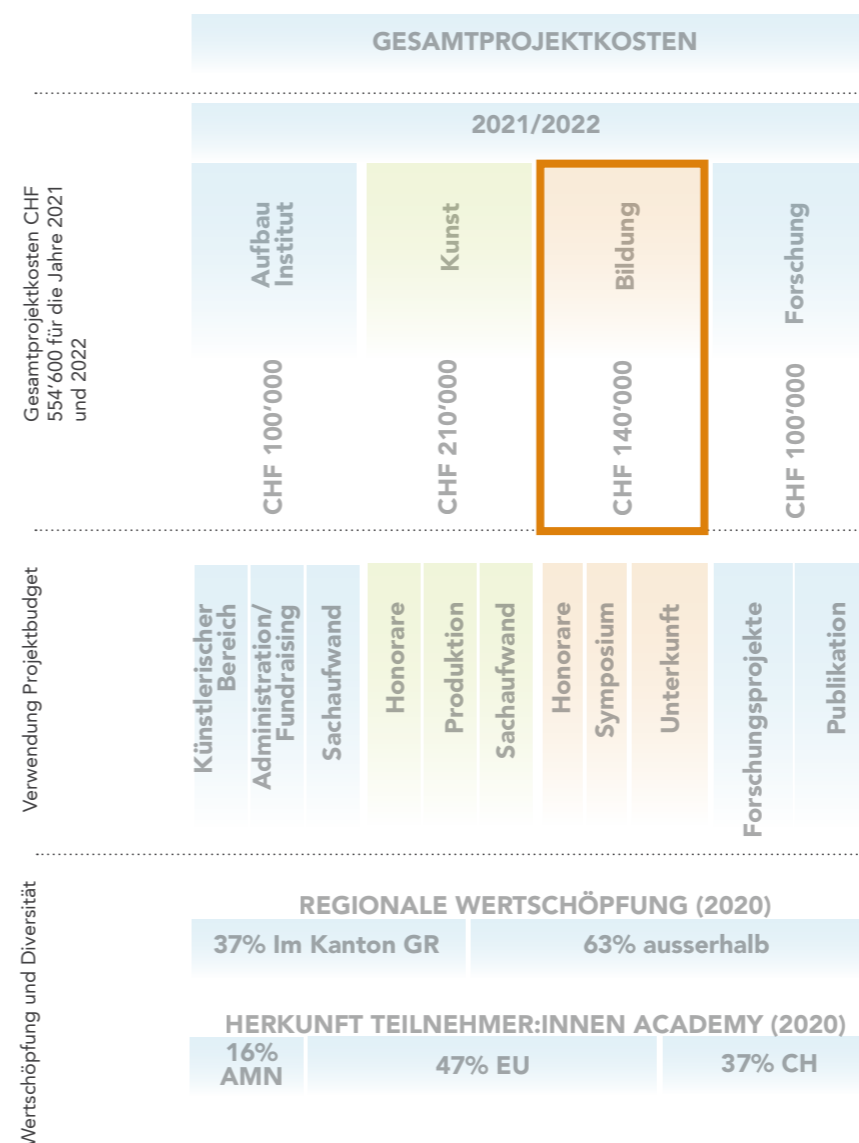 GESAMTPROJEKTKOSTEN
2021/2022
Gesamtprojektkosten CHF
554'600 für die Jahre 2021
und 2022
Aufbau
Institut
CHF 100'000
Kunst
CHF 210'000
Bildung
CHF 140'000
Forschung
CHF 100'000
Verwendung Projektbudget
Künstlerischer
Bereich
Administration/
Fundraising
Sachaufwand
Honorare
Produktion
Sachaufwand
Honorare
Symposium
Unterkunft
Forschungsprojekte
Publikation
Wertschöpfung und Diversität
REGIONALE WERTSCHÖPFUNG (2020)
37% Im Kanton GR
63% ausserhalb
HERKUNFT TEILNEHMER:INNEN ACADEMY (2020)
16%
AMN
47% EU
37% CH